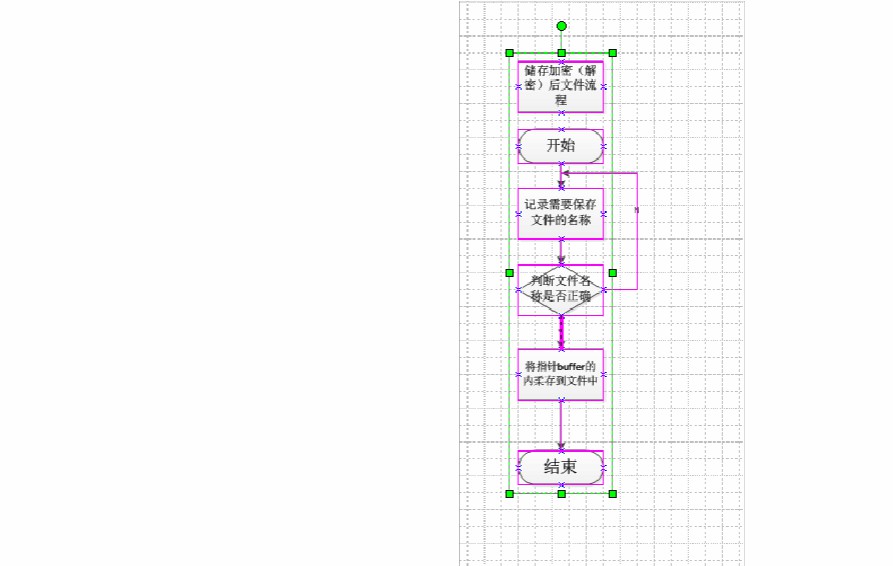 储存加密（解
密）后文件流
程
开始
记录需要保存
文件的名称
N
判断文件名
称是否正确
将指针buffer的
内柔存到文件中
结束